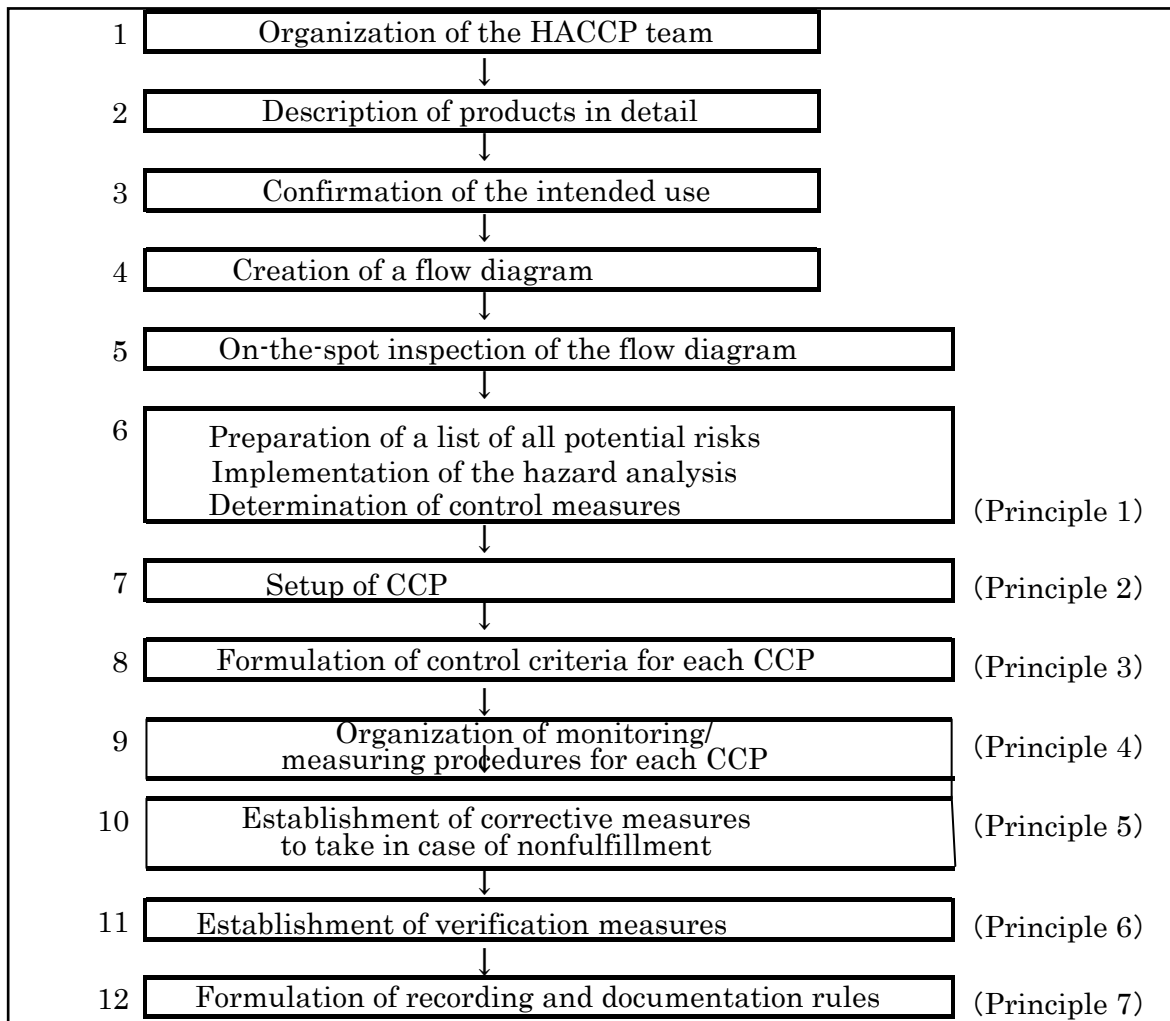 1 Organization of the HACCP team
↓
2 Description of products in detail
↓
3 Confirmation of the intended use
↓
4 Creation of a flow diagram
↓
5 On-the-spot inspection of the flow diagram
↓
6 Preparation of a list of all potential risks
Implementation of the hazard analysis
Determination of control measures (Principle 1)
↓
7 Setup of CCP (Principle 2)
↓
8 Formulation of control criteria for each CCP (Principle 3)
↓
9 Organization of monitoring/
measuring procedures for each CCP (Principle 4)
↓
10 Establishment of corrective measures
to take in case of nonfulfillment (Principle 5)
↓
11 Establishment of verification measures (Principle 6)
↓
12 Formulation of recording and documentation rules (Principle 7)